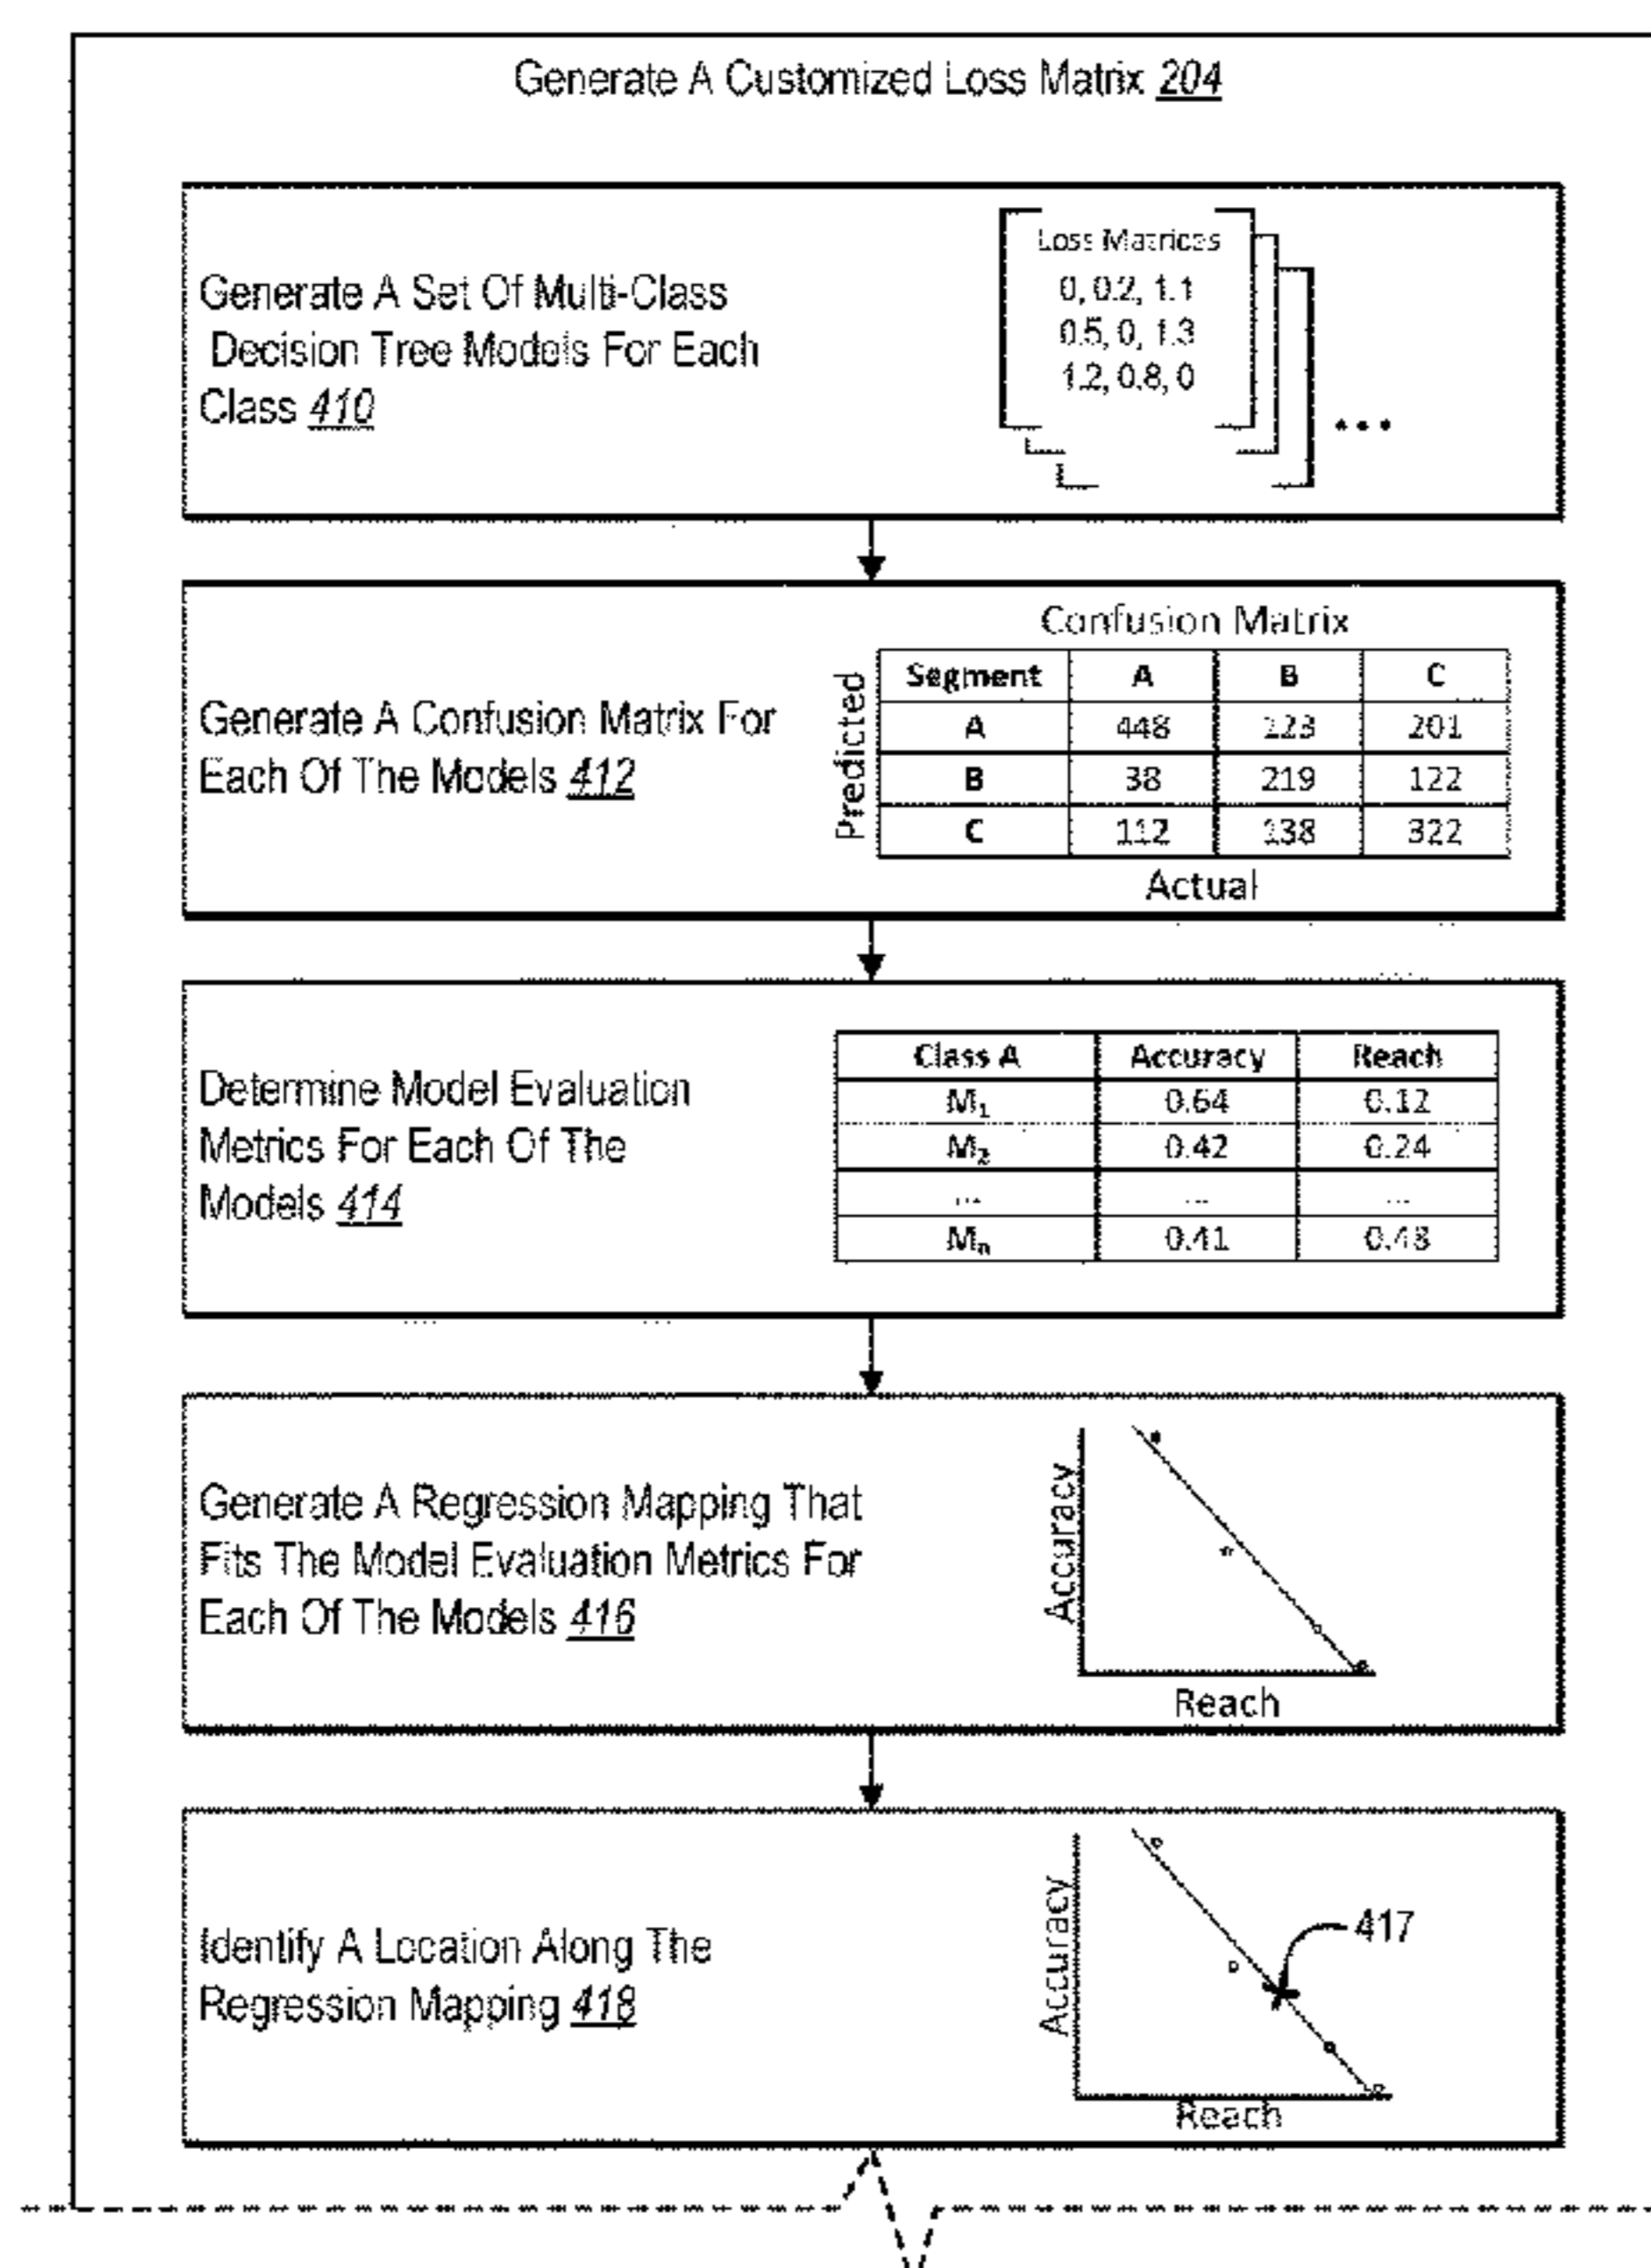 Generate A Customized Loss Matrix 204
Generate A Set Of Multi-Class
Decision Tree Models For Each
Class 410
Loss Matrices
0, 0.2, 1.1
0.5, 0, 1.3
1.2, 0.8, 0
...
Generate A Confusion Matrix For
Each Of The Models 412
Confusion Matrix
Predicted
Segment A B C
A 448 123 201
B 38 219 122
C 112 138 322
Actual
Determine Model Evaluation
Metrics For Each Of The
Models 414
Class A Accuracy Reach
M₁ 0.64 0.12
M₂ 0.42 0.24
... ... ...
Mₙ 0.41 0.48
Generate A Regression Mapping That
Fits The Model Evaluation Metrics For
Each Of The Models 416
Accuracy
Reach
Identify A Location Along The
Regression Mapping 418
Accuracy
417
Reach